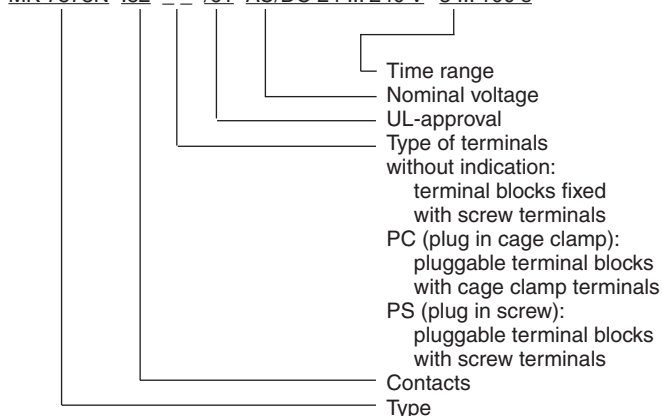 Time range
Nominal voltage
UL-approval
Type of terminals
without indication:
terminal blocks fixed
with screw terminals
PC (plug in cage clamp):
pluggable terminal blocks
with cage clamp terminals
PS (plug in screw):
pluggable terminal blocks
with screw terminals
Contacts
Type